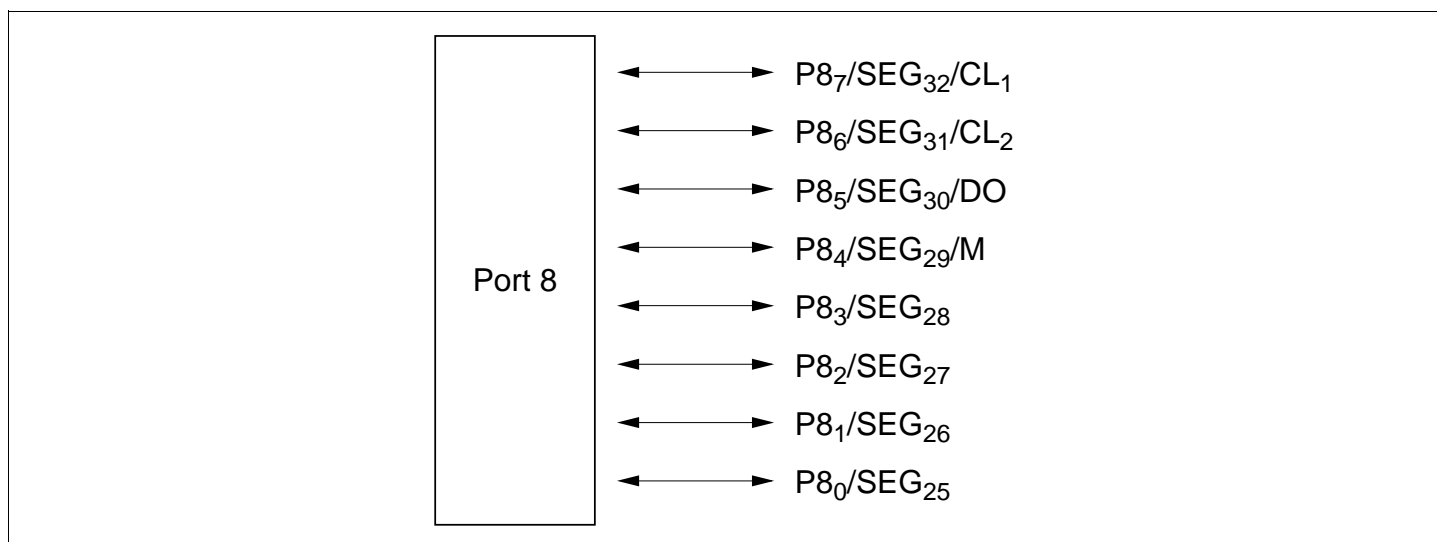 P8₇/SEG₃₂/CL₁
P8₆/SEG₃₁/CL₂
P8₅/SEG₃₀/DO
P8₄/SEG₂₉/M
Port 8
P8₃/SEG₂₈
P8₂/SEG₂₇
P8₁/SEG₂₆
P8₀/SEG₂₅